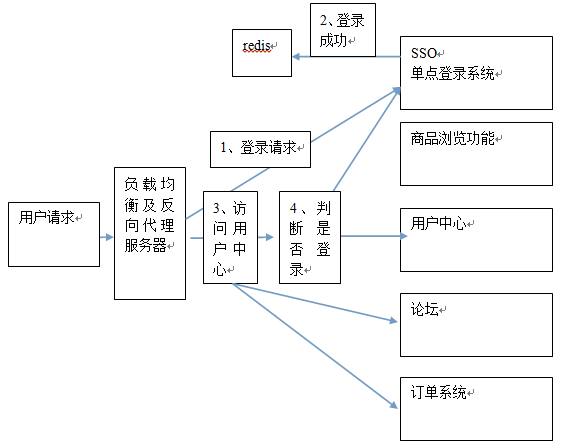 2、登录
成功
redis
SSO
单点登录系统
1、登录请求
商品浏览功能
用户请求
负载均
衡及反
向代理
服务器
3、访
问用
户中
心
4、判
断是
否登
录
用户中心
论坛
订单系统